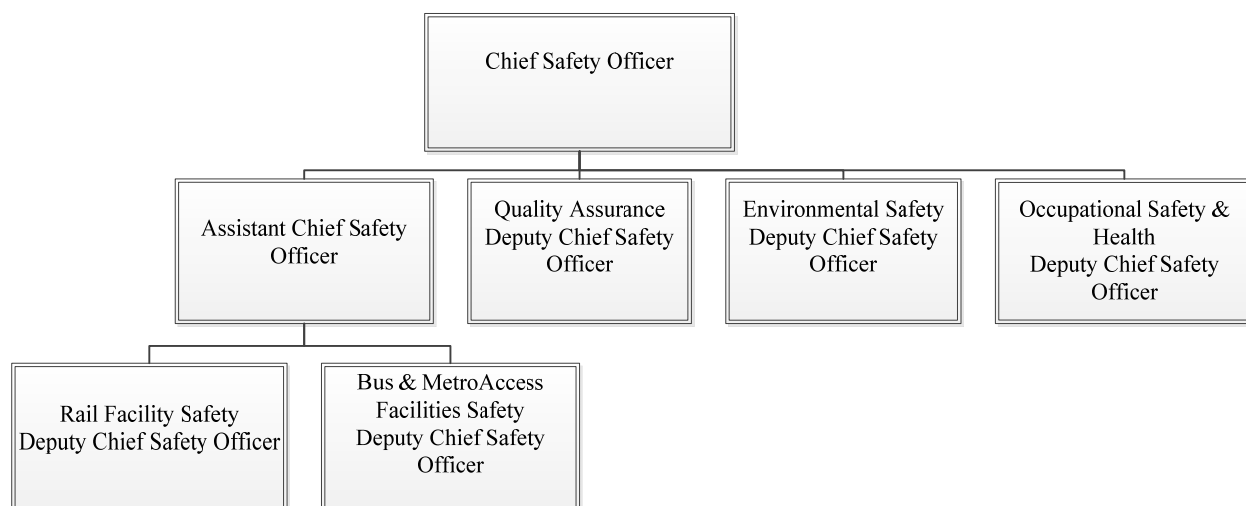 Chief Safety Officer
Assistant Chief Safety
Officer
Quality Assurance
Deputy Chief Safety
Officer
Environmental Safety
Deputy Chief Safety
Officer
Occupational Safety &
Health
Deputy Chief Safety
Officer
Rail Facility Safety
Deputy Chief Safety Officer
Bus & MetroAccess
Facilities Safety
Deputy Chief Safety
Officer